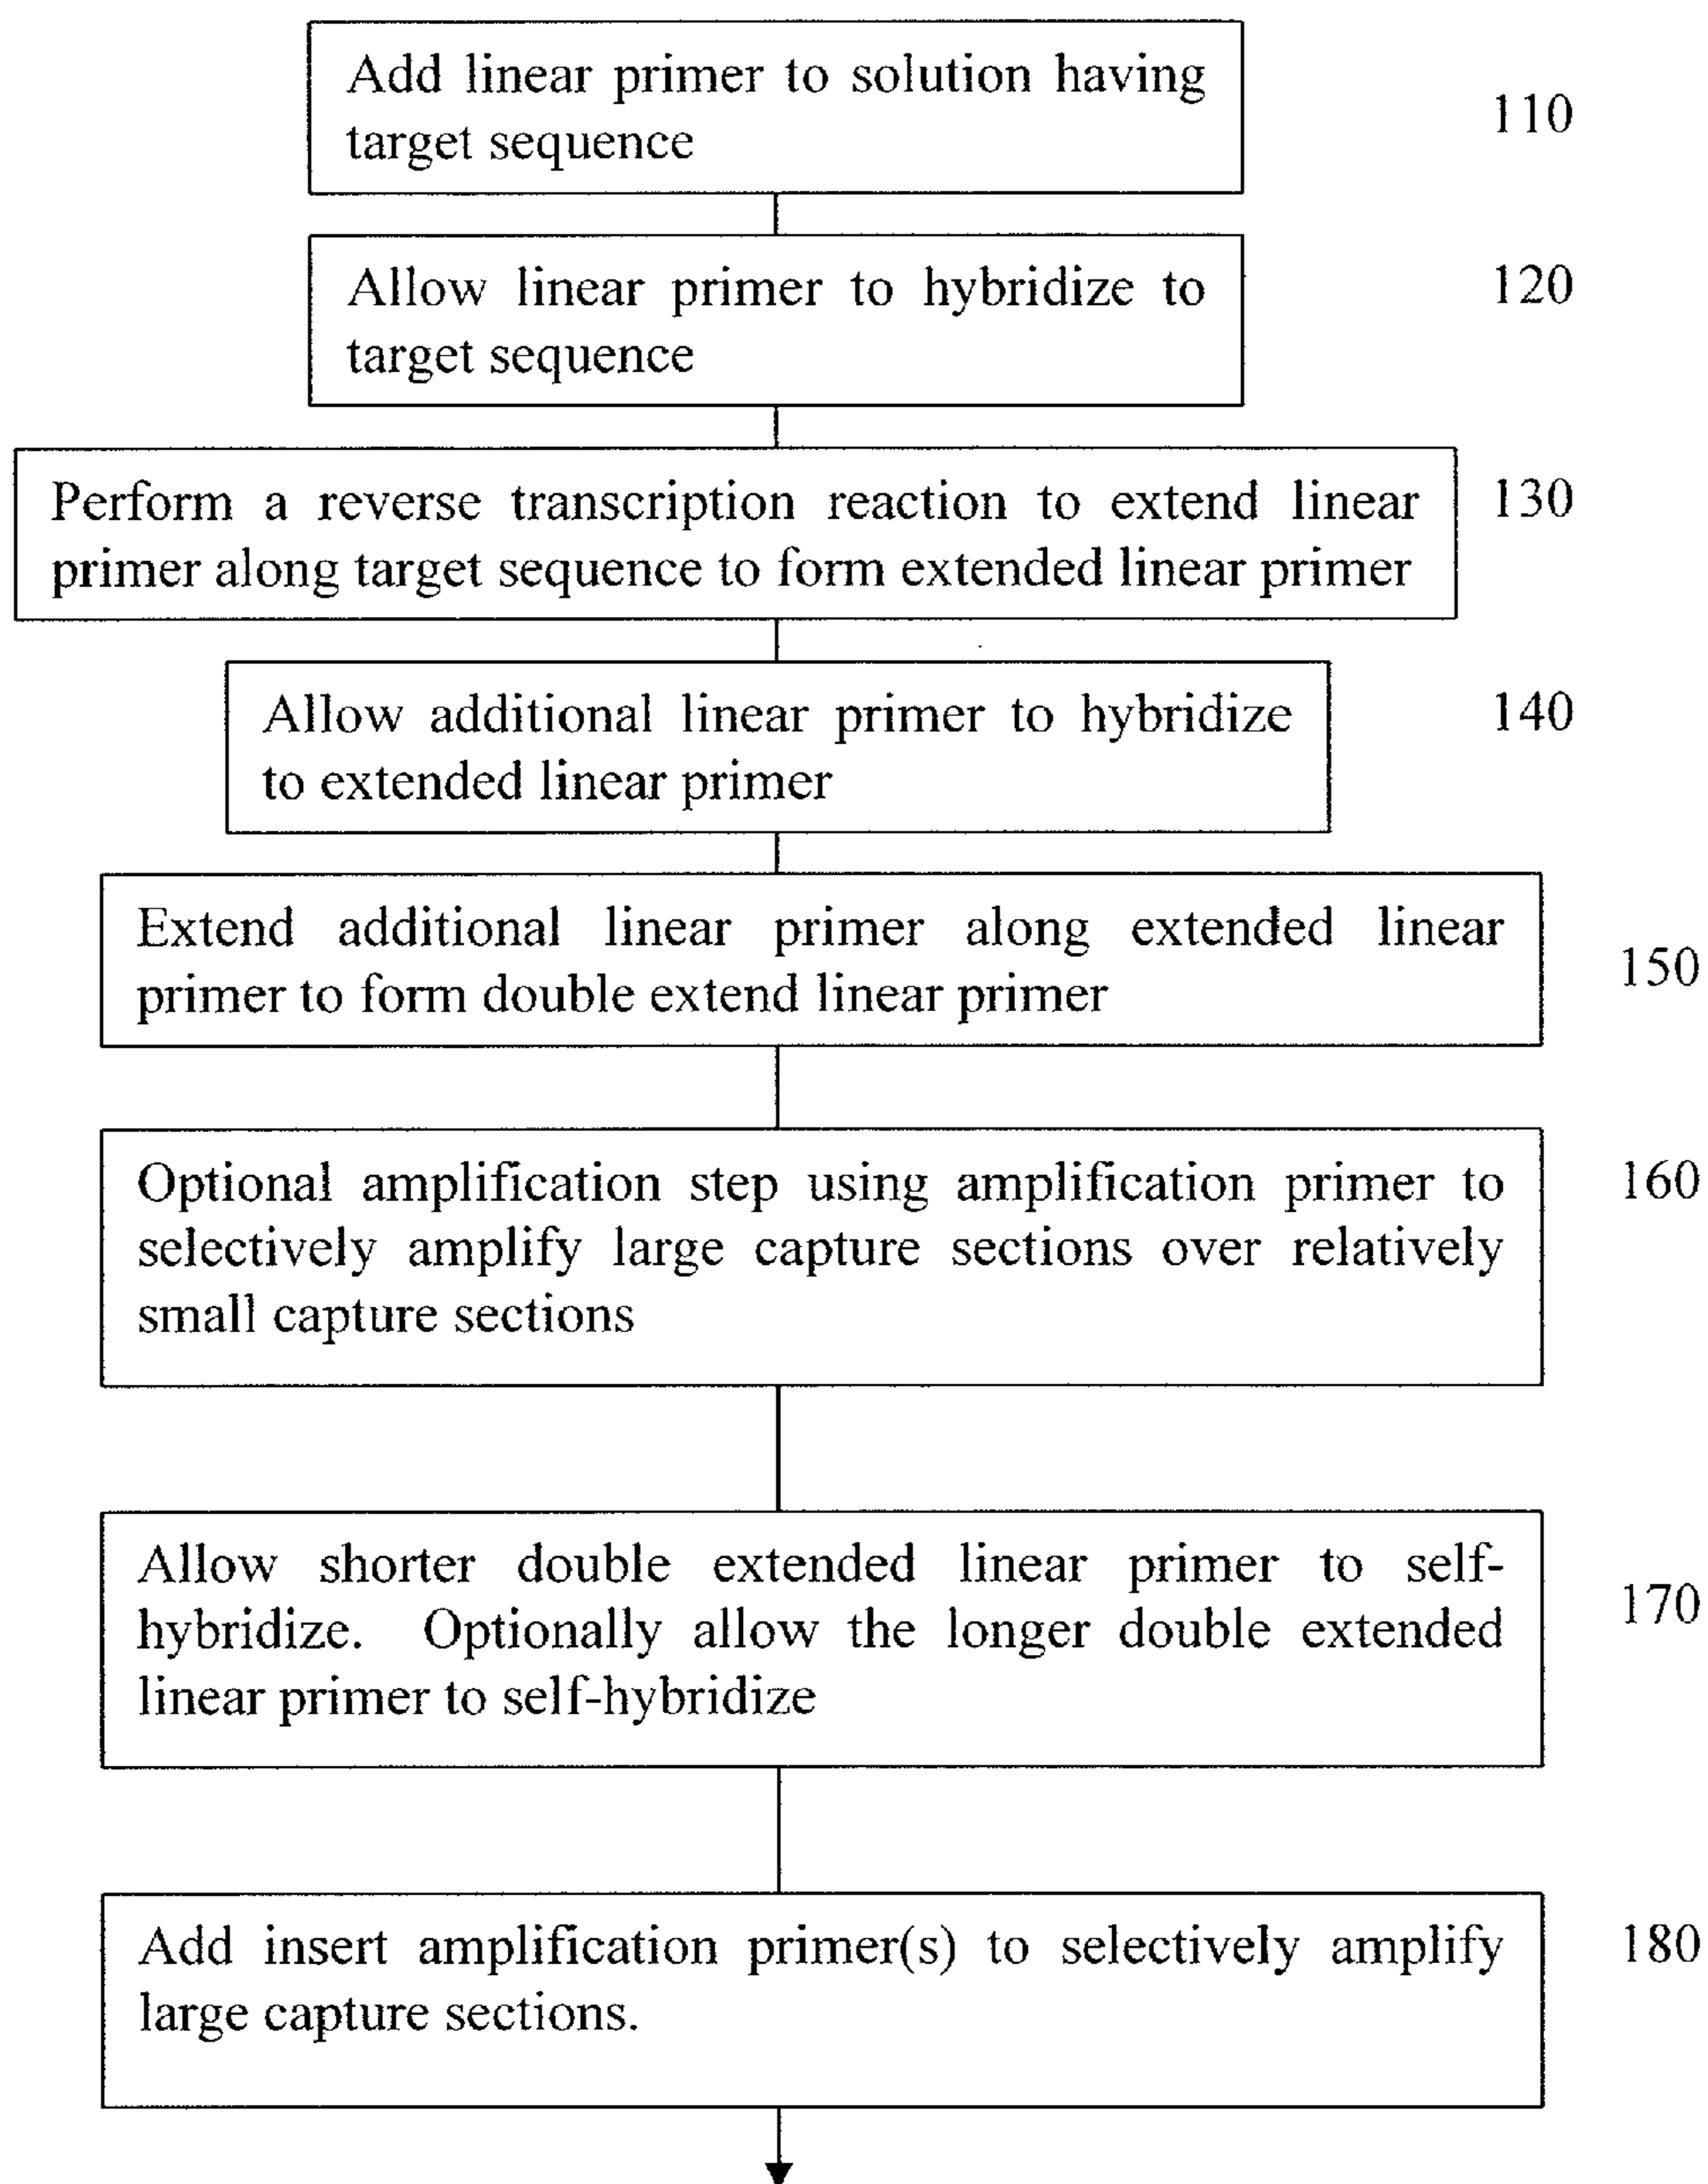 Add linear primer to solution having
target sequence
110
Allow linear primer to hybridize to
target sequence
120
Perform a reverse transcription reaction to extend linear
primer along target sequence to form extended linear primer
130
Allow additional linear primer to hybridize
to extended linear primer
140
Extend additional linear primer along extended linear
primer to form double extend linear primer
150
Optional amplification step using amplification primer to
selectively amplify large capture sections over relatively
small capture sections
160
Allow shorter double extended linear primer to self-
hybridize. Optionally allow the longer double extended
linear primer to self-hybridize
170
Add insert amplification primer(s) to selectively amplify
large capture sections.
180